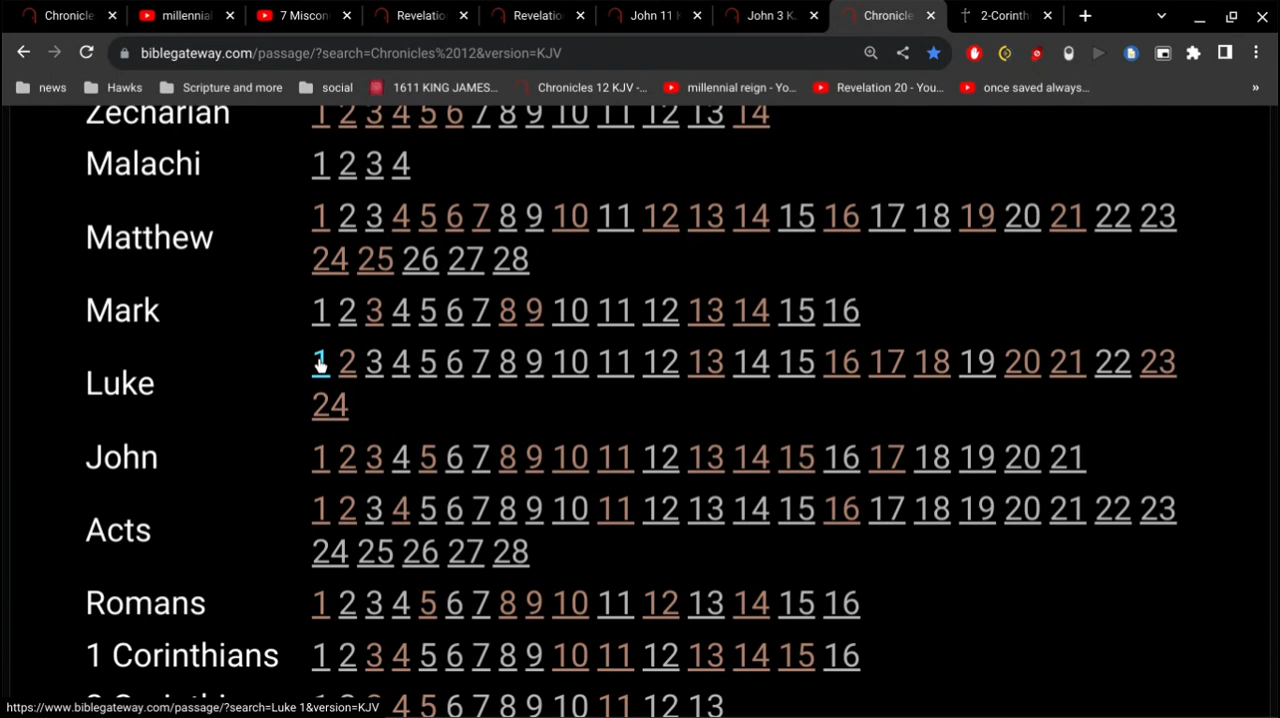 Chronicle
millennial
7 Miscon
Revelatio
Revelatio
John 11
John 3 K
Chronicle
2-Corinth
biblegateway.com/passage/?search=Chronicles%2012&version=KJV
news
Hawks
Scripture and more
social
1611 KING JAMES...
Chronicles 12 KJV -...
millennial reign - Yo...
Revelation 20 - You...
once saved always...
»
Zechariah 1 2 3 4 5 6 7 8 9 10 11 12 13 14
Malachi 1 2 3 4
Matthew 1 2 3 4 5 6 7 8 9 10 11 12 13 14 15 16 17 18 19 20 21 22 23
24 25 26 27 28
Mark 1 2 3 4 5 6 7 8 9 10 11 12 13 14 15 16
Luke 1 2 3 4 5 6 7 8 9 10 11 12 13 14 15 16 17 18 19 20 21 22 23
24
John 1 2 3 4 5 6 7 8 9 10 11 12 13 14 15 16 17 18 19 20 21
Acts 1 2 3 4 5 6 7 8 9 10 11 12 13 14 15 16 17 18 19 20 21 22 23
24 25 26 27 28
Romans 1 2 3 4 5 6 7 8 9 10 11 12 13 14 15 16
1 Corinthians 1 2 3 4 5 6 7 8 9 10 11 12 13 14 15 16
2 Corinthians 1 2 3 4 5 6 7 8 9 10 11 12 13
https://www.biblegateway.com/passage/?search=Luke 1&version=KJV